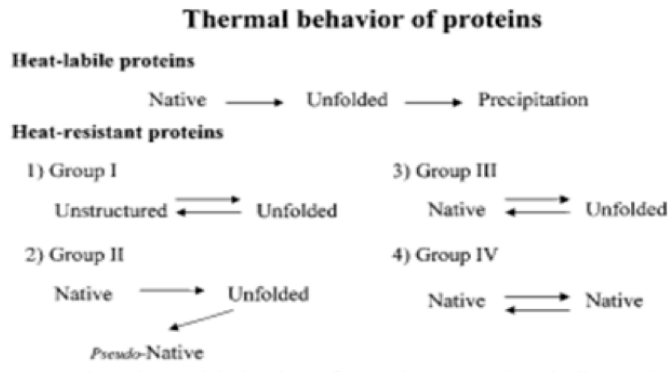 Thermal behavior of proteins
Heat-labile proteins
Native Unfolded Precipitation
Heat-resistant proteins
1) Group I
Unstructured Unfolded
2) Group II
Native Unfolded
Pseudo-Native
3) Group III
Native Unfolded
4) Group IV
Native Native